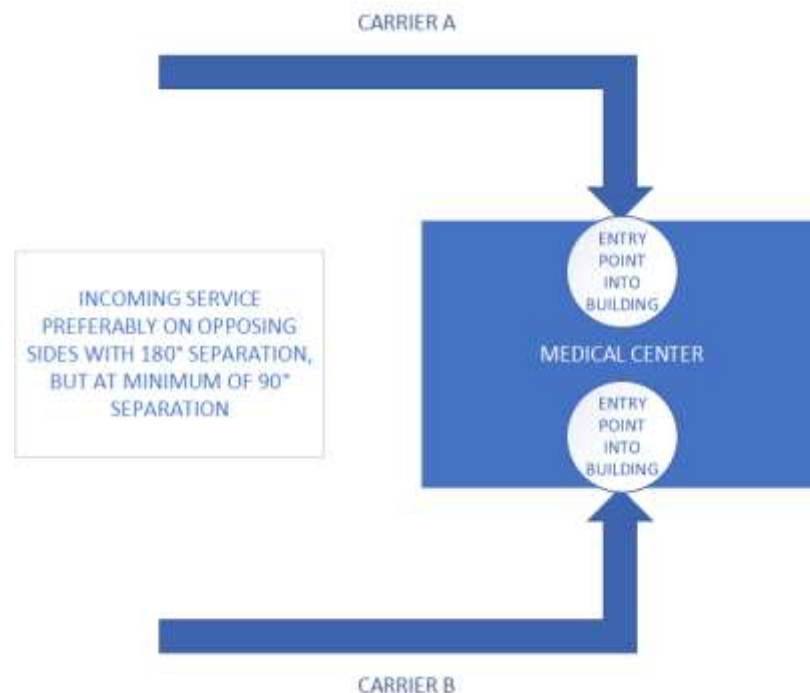 CARRIER A
ENTRY
POINT
INTO
BUILDING
INCOMING SERVICE
PREFERABLY ON OPPOSING
SIDES WITH 180° SEPARATION,
BUT AT MINIMUM OF 90°
SEPARATION
MEDICAL CENTER
ENTRY
POINT
INTO
BUILDING
CARRIER B